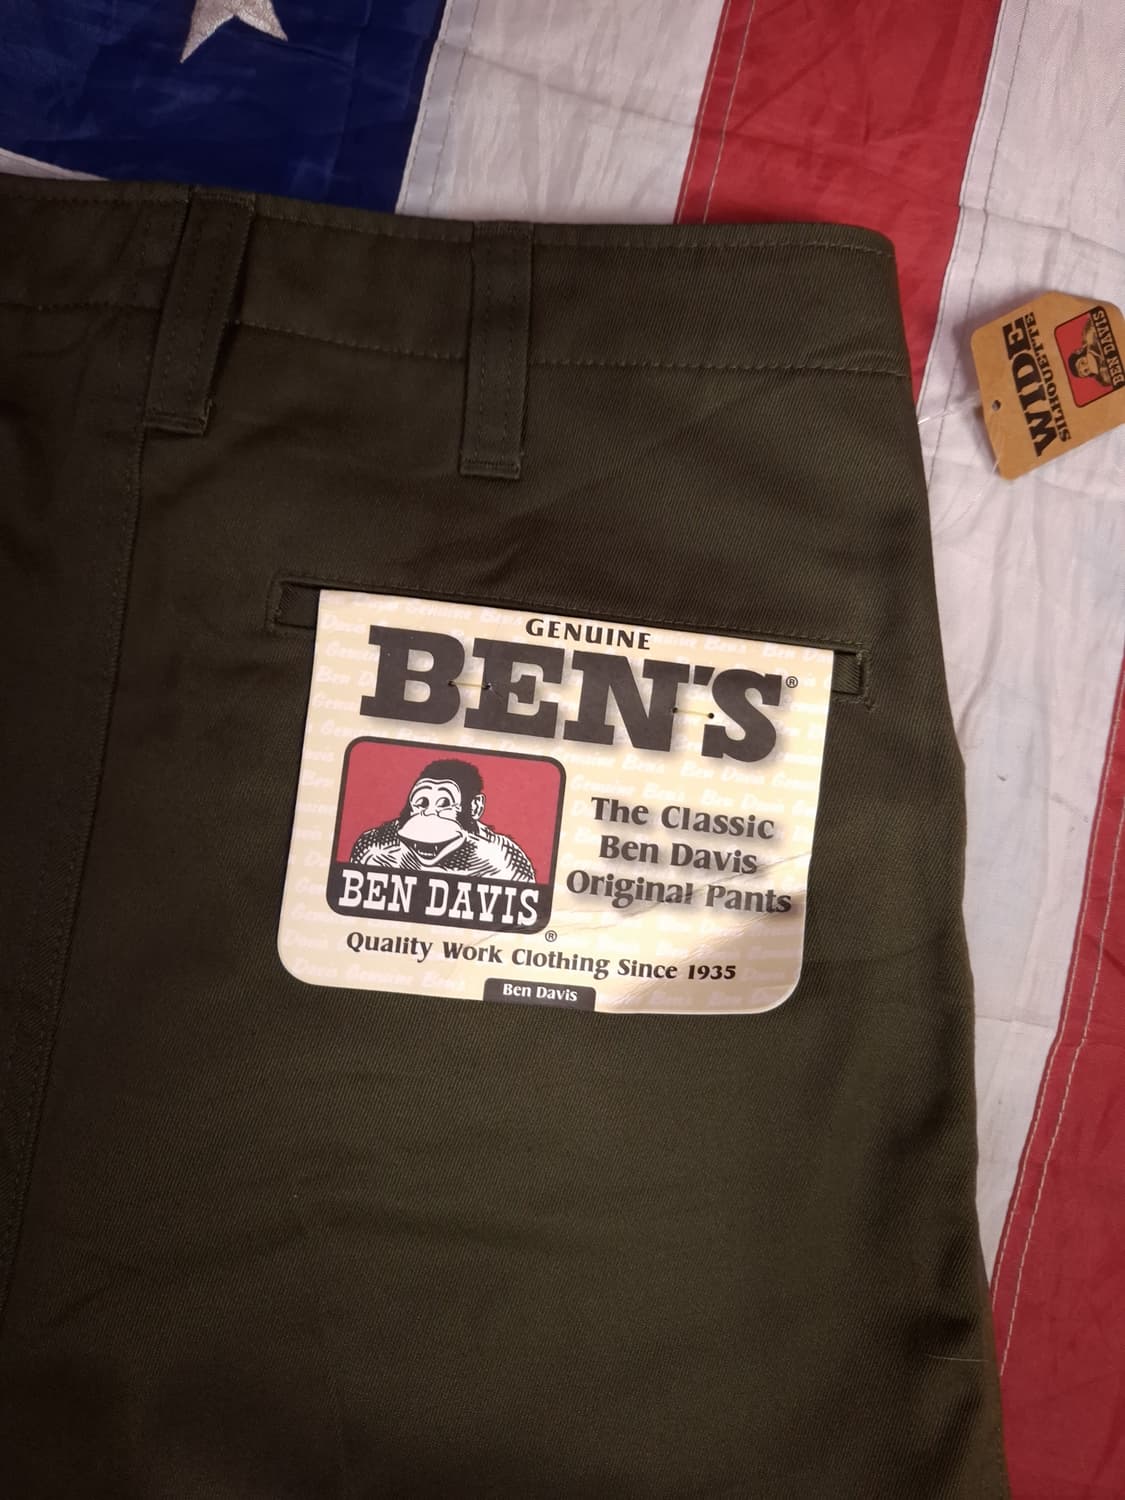 GENUINE
BEN'S®
The Classic
Ben Davis
Original Pants
BEN DAVIS
®
Quality Work Clothing Since 1935
Ben Davis
WIDE
SILHOUETTE
BEN DAVIS